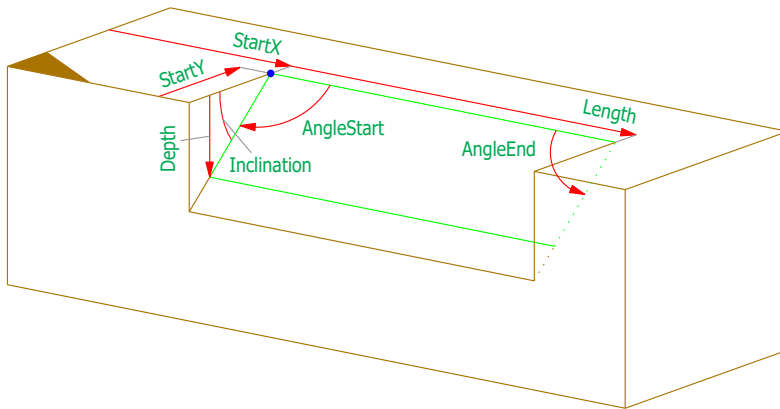 StartX
StartY
Length
AngleStart
AngleEnd
Depth
Inclination